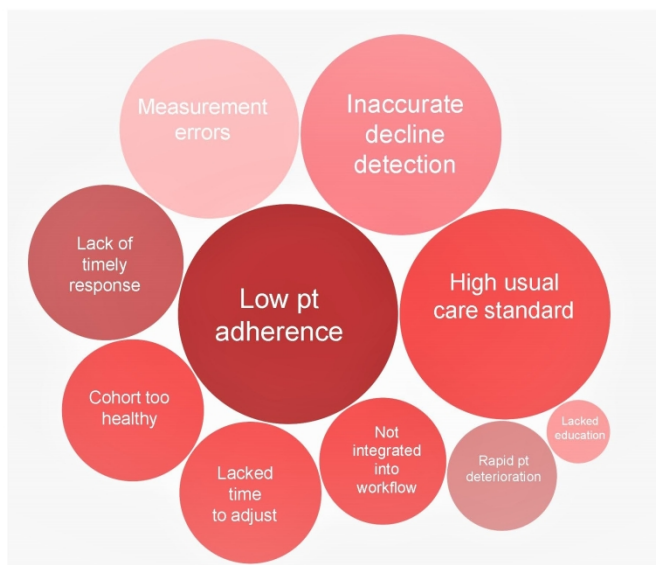 Measurement
errors
Inaccurate
decline
detection
Lack of
timely
response
Low pt
adherence
High usual
care standard
Cohort too
healthy
Lacked
time
to adjust
Not
integrated
into
workflow
Rapid pt
deterioration
Lacked
education